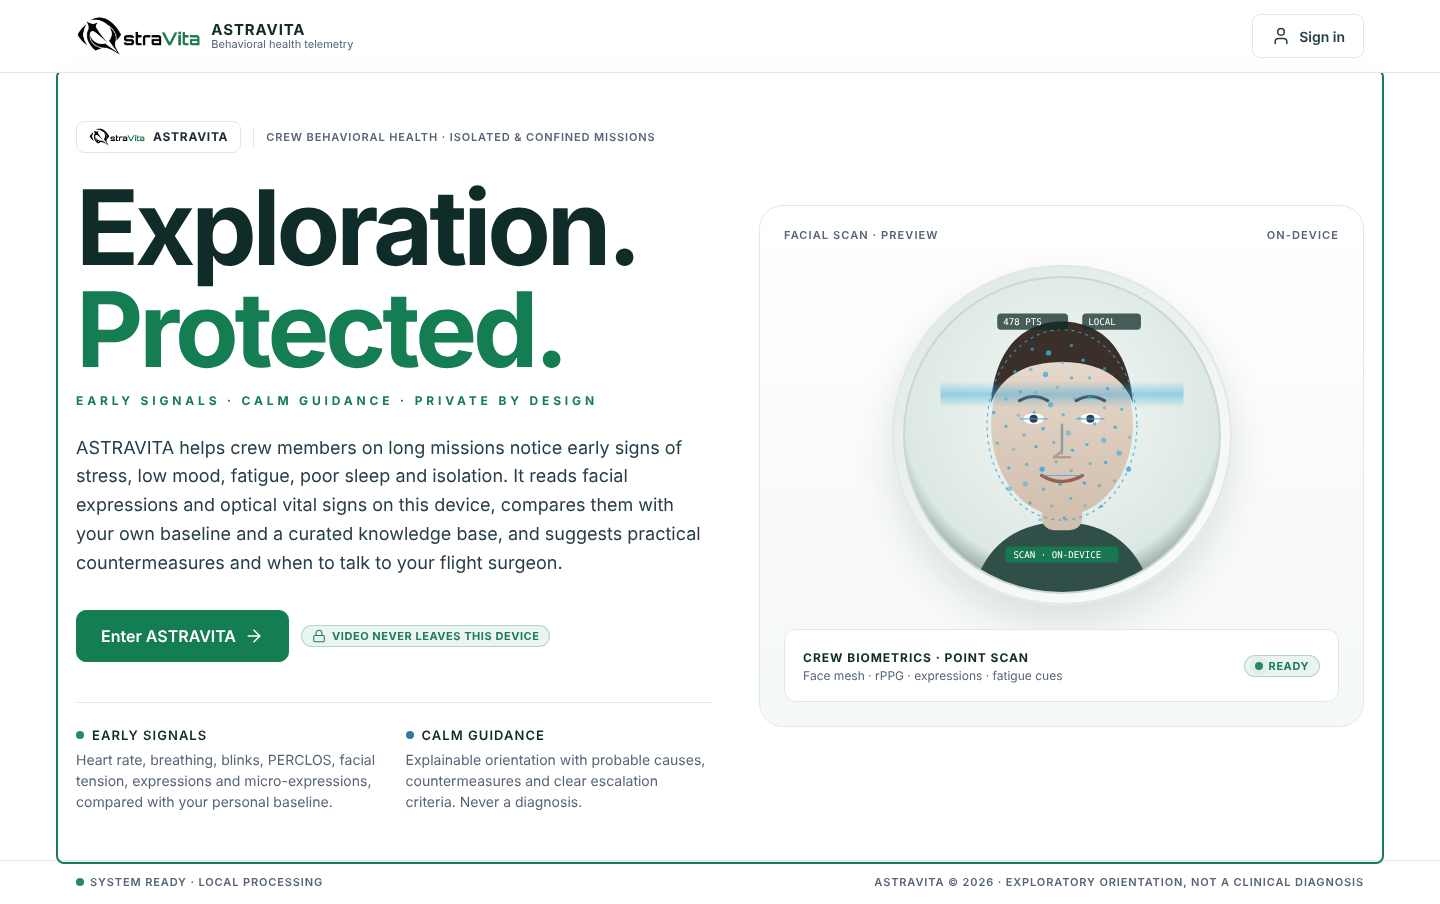 straVita
ASTRAVITA
Behavioral health telemetry
Sign in
straVita ASTRAVITA
CREW BEHAVIORAL HEALTH · ISOLATED & CONFINED MISSIONS
Exploration.
Protected.
EARLY SIGNALS · CALM GUIDANCE · PRIVATE BY DESIGN
ASTRAVITA helps crew members on long missions notice early signs of
stress, low mood, fatigue, poor sleep and isolation. It reads facial
expressions and optical vital signs on this device, compares them with
your own baseline and a curated knowledge base, and suggests practical
countermeasures and when to talk to your flight surgeon.
Enter ASTRAVITA →
VIDEO NEVER LEAVES THIS DEVICE
EARLY SIGNALS
Heart rate, breathing, blinks, PERCLOS, facial
tension, expressions and micro-expressions,
compared with your personal baseline.
CALM GUIDANCE
Explainable orientation with probable causes,
countermeasures and clear escalation
criteria. Never a diagnosis.
FACIAL SCAN · PREVIEW
ON-DEVICE
478 PTS
LOCAL
SCAN · ON-DEVICE
CREW BIOMETRICS · POINT SCAN
Face mesh · rPPG · expressions · fatigue cues
READY
SYSTEM READY · LOCAL PROCESSING
ASTRAVITA © 2026 · EXPLORATORY ORIENTATION, NOT A CLINICAL DIAGNOSIS